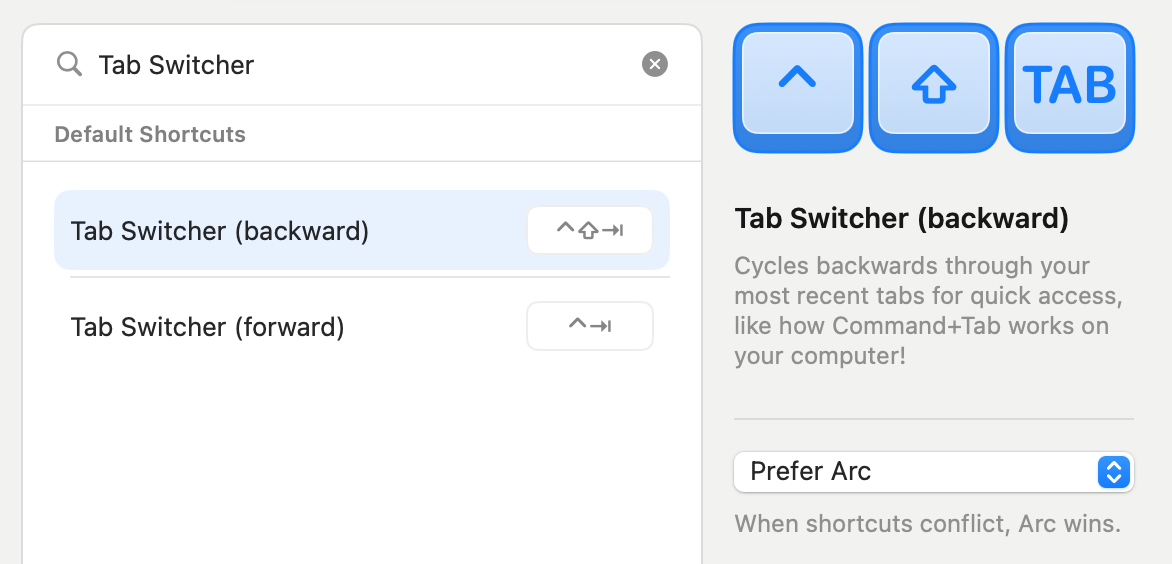 Tab Switcher
Default Shortcuts
Tab Switcher (backward)
^⇧⇥
Tab Switcher (forward)
^⇥
^ ⇧ TAB
Tab Switcher (backward)
Cycles backwards through your
most recent tabs for quick access,
like how Command+Tab works on
your computer!
Prefer Arc
When shortcuts conflict, Arc wins.